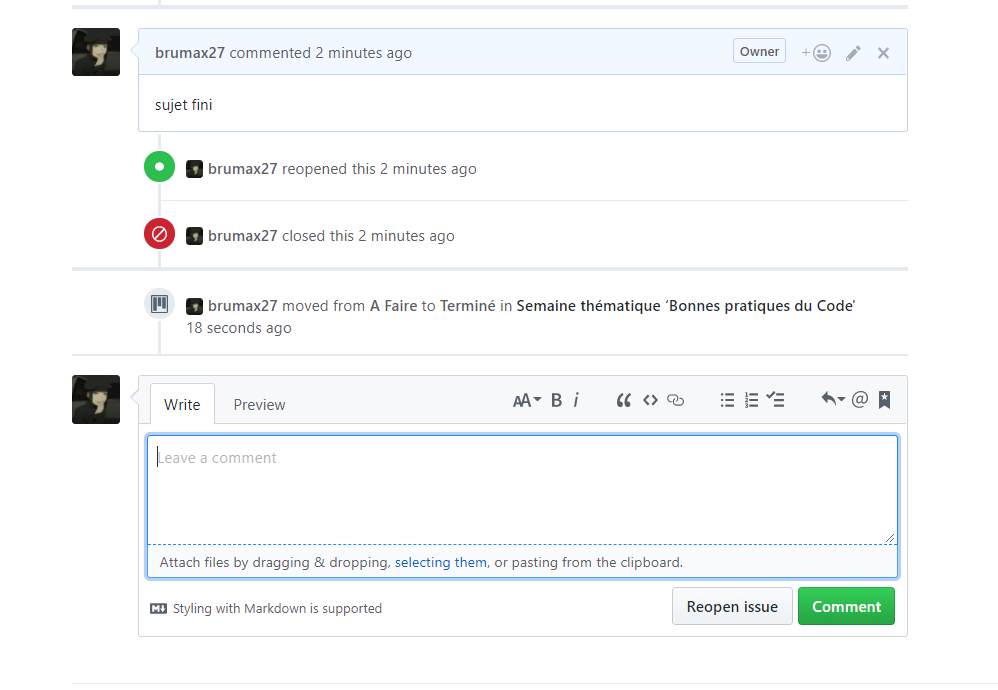 brumax27 commented 2 minutes ago Owner
sujet fini
brumax27 reopened this 2 minutes ago
brumax27 closed this 2 minutes ago
brumax27 moved from A Faire to Terminé in Semaine thématique ‘Bonnes pratiques du Code'
18 seconds ago
Write Preview AA B i @
Leave a comment
Attach files by dragging & dropping, selecting them, or pasting from the clipboard.
Styling with Markdown is supported Reopen issue Comment